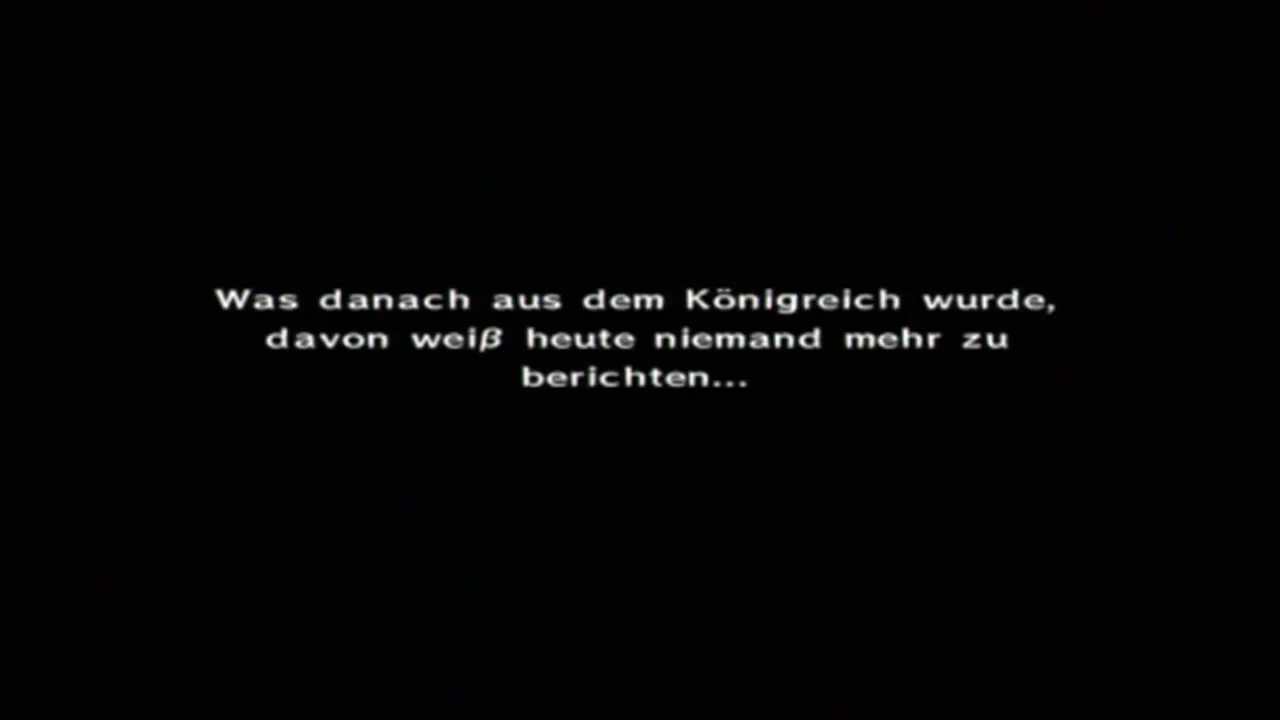 Was danach aus dem Königreich wurde,
davon weiß heute niemand mehr zu
berichten...